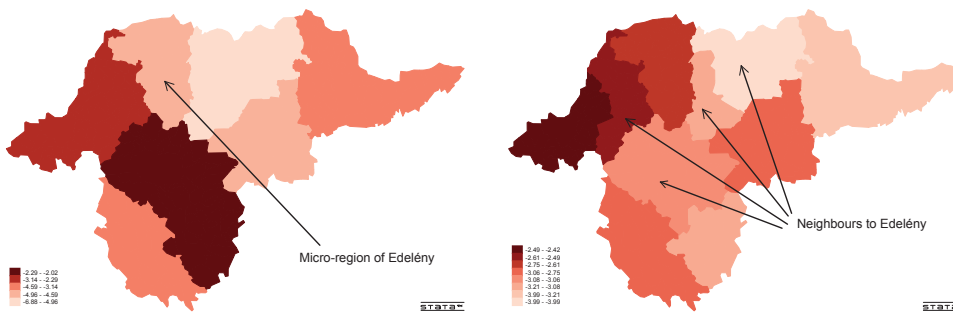 Micro-region of Edelény
-2.29 - -2.02
-3.14 - -2.29
-4.59 - -3.14
-4.96 - -4.59
-6.88 - -4.96
STATA
Neighbours to Edelény
-2.49 - -2.42
-2.61 - -2.49
-2.75 - -2.61
-3.06 - -2.75
-3.08 - -3.06
-3.21 - -3.08
-3.99 - -3.21
-3.99 - -3.99
STATA